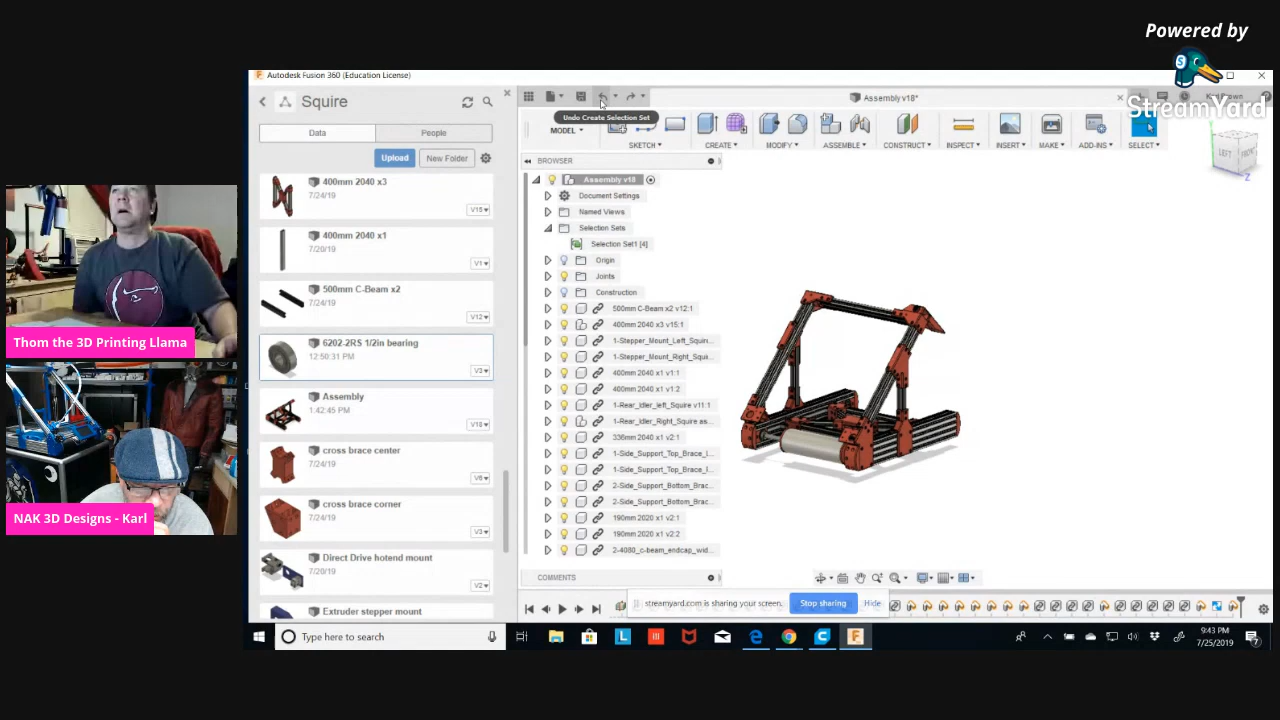 Powered by
StreamYard
Autodesk Fusion 360 (Education License)
Squire
Data
People
Upload
New Folder
400mm 2040 x3
7/24/19
V15
400mm 2040 x1
7/20/19
V1
500mm C-Beam x2
7/24/19
V12
6202-2RS 1/2in bearing
12:50:31 PM
V3
Assembly
1:42:45 PM
V18
cross brace center
7/24/19
V6
cross brace corner
7/24/19
V3
Direct Drive hotend mount
7/20/19
V2
Extruder stepper mount
Assembly v18*
Undo Create Selection Set
MODEL
SKETCH
CREATE
MODIFY
ASSEMBLE
CONSTRUCT
INSPECT
INSERT
MAKE
ADD-INS
SELECT
LEFT
FRONT
Y
Z
BROWSER
Assembly v18
Document Settings
Named Views
Selection Sets
Selection Set1 [4]
Origin
Joints
Construction
500mm C-Beam x2 v12:1
400mm 2040 x3 v15:1
1-Stepper_Mount_Left_Squir...
1-Stepper_Mount_Right_Squi...
400mm 2040 x1 v1:1
400mm 2040 x1 v1:2
1-Rear_Idler_left_Squire v11:1
1-Rear_Idler_Right_Squire as...
336mm 2040 x1 v2:1
1-Side_Support_Top_Brace_l...
1-Side_Support_Top_Brace_l...
2-Side_Support_Bottom_Brac...
2-Side_Support_Bottom_Brac...
190mm 2020 x1 v2:1
190mm 2020 x1 v2:2
2-4080_c-beam_endcap_wid...
COMMENTS
streamyard.com is sharing your screen.
Stop sharing
Hide
Thom the 3D Printing Llama
NAK 3D Designs - Karl
Type here to search
9:43 PM
7/25/2019